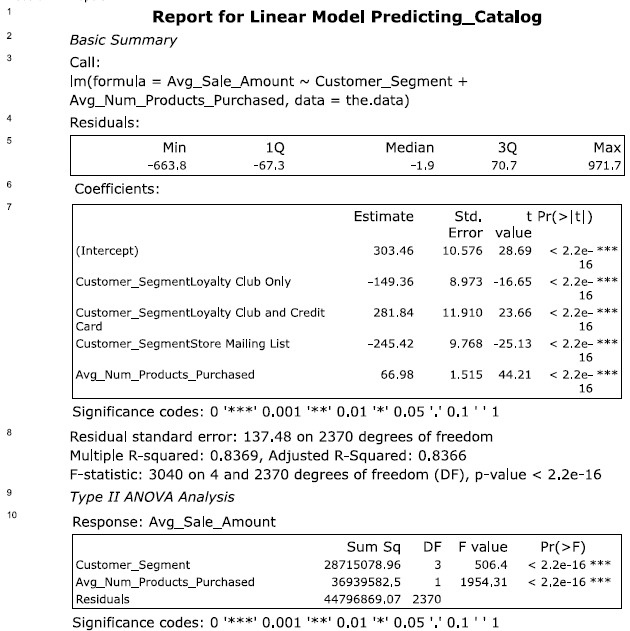 1 Report for Linear Model Predicting_Catalog
2 Basic Summary
3 Call:
lm(formula = Avg_Sale_Amount ~ Customer_Segment +
Avg_Num_Products_Purchased, data = the.data)
4 Residuals:
5 Min 1Q Median 3Q Max
-663.8 -67.3 -1.9 70.7 971.7
6 Coefficients:
7 Estimate Std. t Pr(>|t|)
Error value
(Intercept) 303.46 10.576 28.69 < 2.2e- ***
16
Customer_SegmentLoyalty Club Only -149.36 8.973 -16.65 < 2.2e- ***
16
Customer_SegmentLoyalty Club and Credit 281.84 11.910 23.66 < 2.2e- ***
Card 16
Customer_SegmentStore Mailing List -245.42 9.768 -25.13 < 2.2e- ***
16
Avg_Num_Products_Purchased 66.98 1.515 44.21 < 2.2e- ***
16
Significance codes: 0 '***' 0.001 '**' 0.01 '*' 0.05 '.' 0.1 ' ' 1
8 Residual standard error: 137.48 on 2370 degrees of freedom
Multiple R-squared: 0.8369, Adjusted R-Squared: 0.8366
F-statistic: 3040 on 4 and 2370 degrees of freedom (DF), p-value < 2.2e-16
9 Type II ANOVA Analysis
10 Response: Avg_Sale_Amount
Sum Sq DF F value Pr(>F)
Customer_Segment 28715078.96 3 506.4 < 2.2e-16 ***
Avg_Num_Products_Purchased 36939582.5 1 1954.31 < 2.2e-16 ***
Residuals 44796869.07 2370
Significance codes: 0 '***' 0.001 '**' 0.01 '*' 0.05 '.' 0.1 ' ' 1